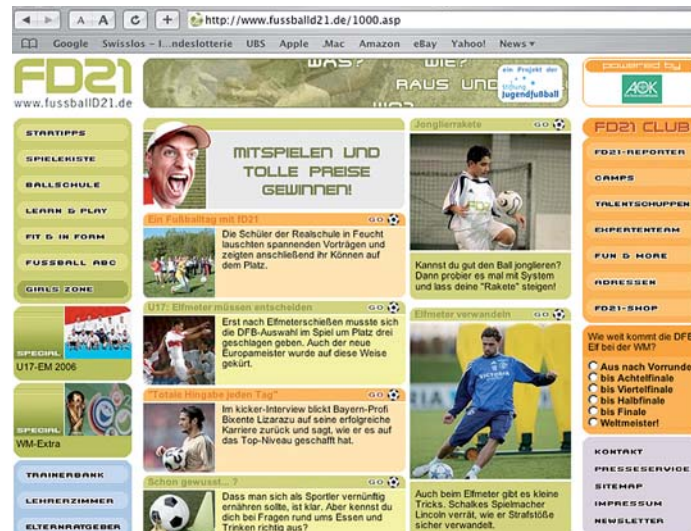 A A C + http://www.fussballd21.de/1000.asp
Google Swisslos – l...ndeslotterie UBS Apple .Mac Amazon eBay Yahoo! News
FD21
www.fussballD21.de
WAS? WIE?
RAUS UND
WO?
ein Projekt der
stiftung
Jugendfußball
powered by
AOK
STARTIPPS
SPIELEKISTE
BALLSCHULE
LEARN & PLAY
FIT & IN FORM
FUSSBALL ABC
GIRLS ZONE
SPECIAL
U17-EM 2006
SPECIAL
WM-Extra
TRAINERBANK
LEHRERZIMMER
ELTERNRATGEBER
MITSPIELEN UND
TOLLE PREISE
GEWINNEN!
Ein Fußballtag mit fD21 GO
Die Schüler der Realschule in Feucht
lauschten spannenden Vorträgen und
zeigten anschließend ihr Können auf
dem Platz.
U17: Elfmeter müssen entscheiden GO
Erst nach Elfmeterschießen musste sich
die DFB-Auswahl im Spiel um Platz drei
geschlagen geben. Auch der neue
Europameister wurde auf diese Weise
gekürt.
"Totale Hingabe jeden Tag" GO
Im kicker-Interview blickt Bayern-Profi
Bixente Lizarazu auf seine erfolgreiche
Karriere zurück und sagt, wie er es auf
das Top-Niveau geschafft hat.
Schon gewusst... ? GO
Dass man sich als Sportler vernünftig
ernähren sollte, ist klar. Aber kennst du
dich bei Fragen rund ums Essen und
Trinken richtig aus?
Jonglierrakete GO
FD21
Kannst du gut den Ball jonglieren?
Dann probier es mal mit System
und lass deine "Rakete" steigen!
Elfmeter verwandeln GO
VICTORIA
Auch beim Elfmeter gibt es kleine
Tricks. Schalkes Spielmacher
Lincoln verrät, wie er Strafstöße
sicher verwandelt.
FD21 CLUB
FD21-REPORTER
CAMPS
TALENTSCHUPPEN
EXPERTENTEAM
FUN & MORE
ADRESSEN
FD21-SHOP
Wie weit kommt die DFB
Elf bei der WM?
Aus nach Vorrunde
bis Achtelfinale
bis Viertelfinale
bis Halbfinale
bis Finale
Weltmeister!
KONTAKT
PRESSESERVICE
SITEMAP
IMPRESSUM
NEWSLETTER